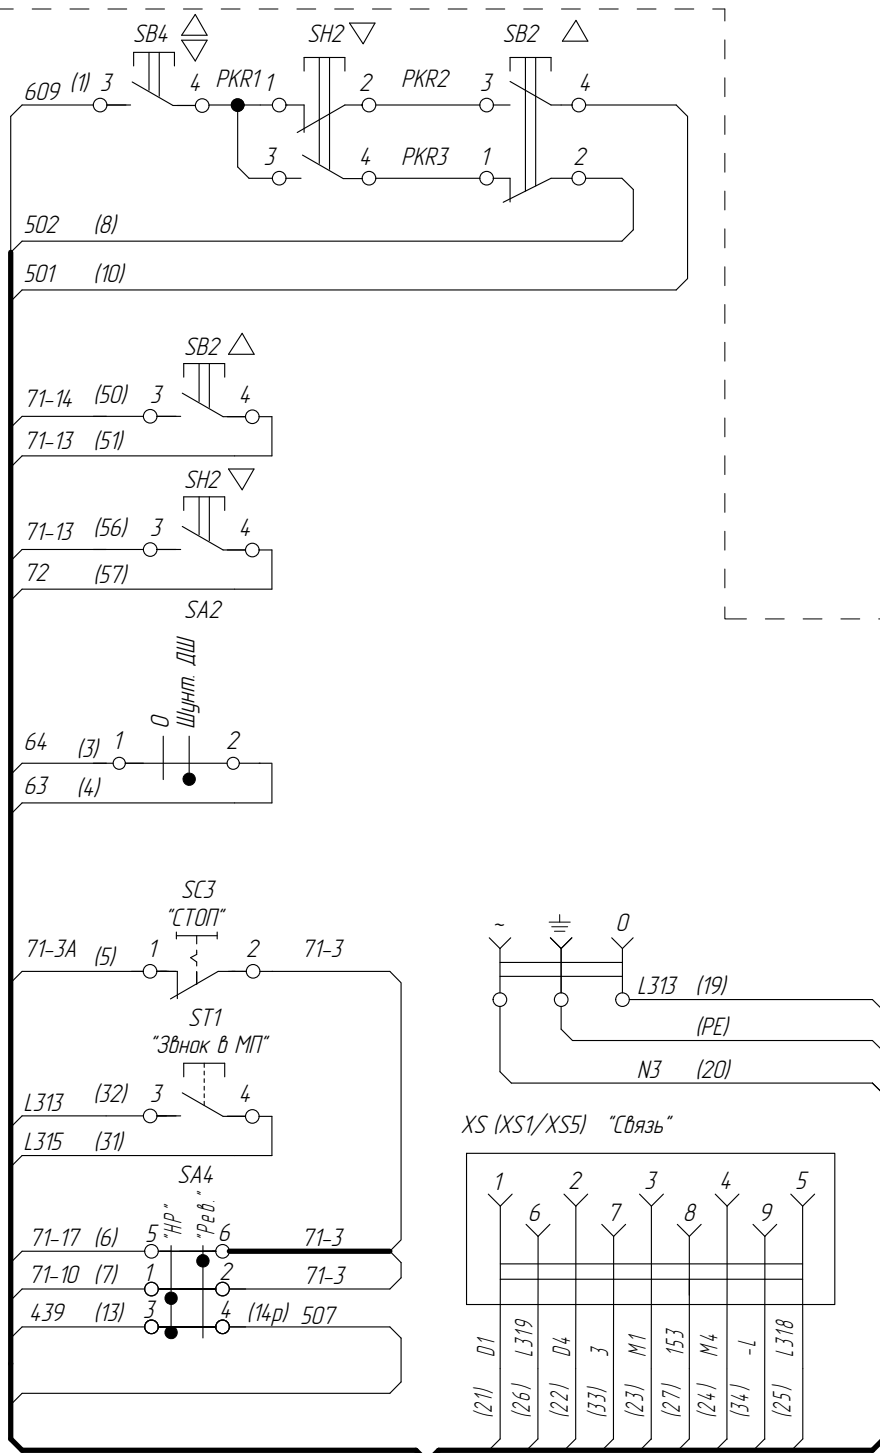 SB4 SH2 SB2
609 (1) 3 4 PKR1 1 2 PKR2 3 4
3 4 PKR3 1 2
502 (8)
501 (10)
SB2
71-14 (50) 3 4
71-13 (51)
SH2
71-13 (56) 3 4
72 (57)
SA2
0 Шунт. ДШ
64 (3) 1 2
63 (4)
SC3
"СТОП"
71-3А (5) 1 2 71-3
~ 0
L313 (19)
(PE)
N3 (20)
ST1
"Звнок в МП"
L313 (32) 3 4
L315 (31)
XS (XS1/XS5) "Связь"
1 2 3 4 5
6 7 8 9
SA4
"НР" "Рев."
71-17 (6) 5 6 71-3
71-10 (7) 1 2 71-3
439 (13) 3 4 (14р) 507
(21) D1
(26) L319
(22) D4
(33) 3
(23) M1
(27) 153
(24) M4
(34) -L
(25) L318